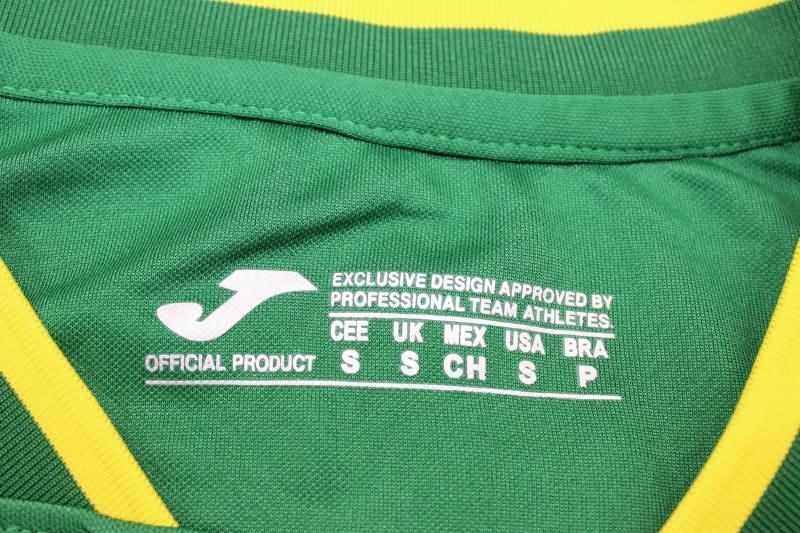 EXCLUSIVE DESIGN APPROVED BY
PROFESSIONAL TEAM ATHLETES.
CEE UK MEX USA BRA
S S CH S P
OFFICIAL PRODUCT